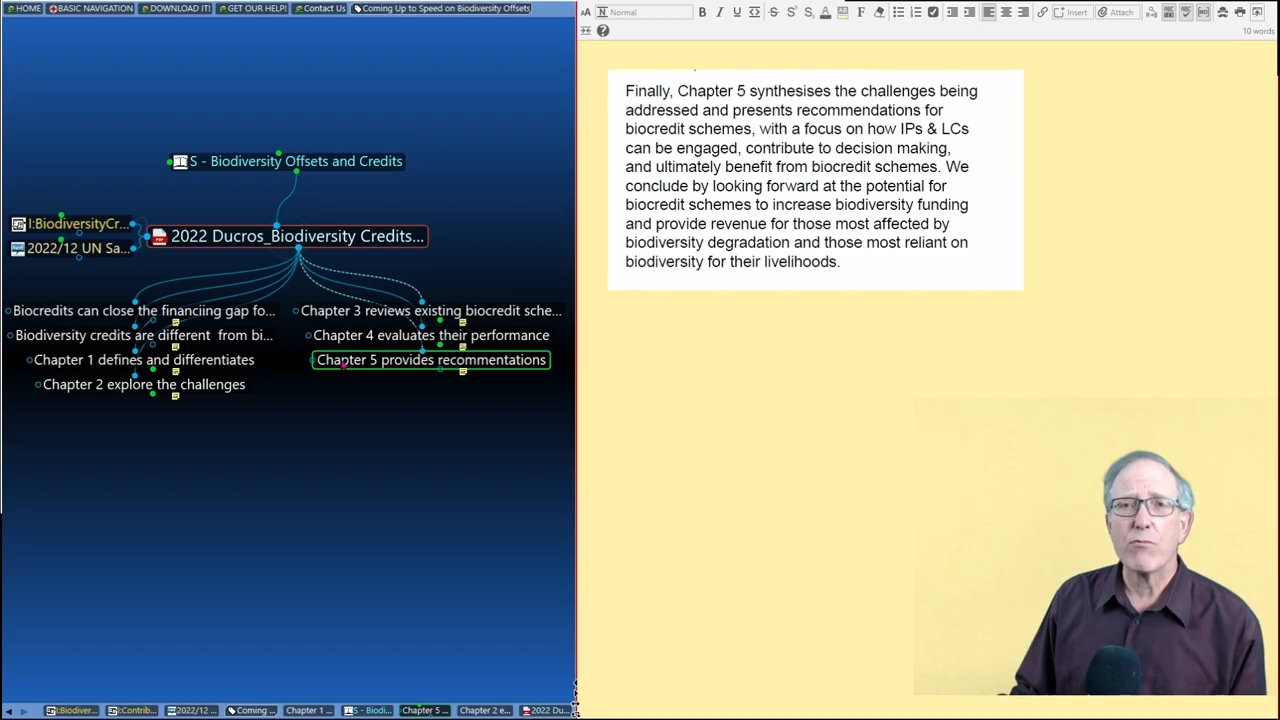 HOME BASIC NAVIGATION DOWNLOAD IT! GET OUR HELP! Contact Us Coming Up to Speed on Biodiversity Offsets
Normal
Insert
Attach
10 words
S - Biodiversity Offsets and Credits
I:BiodiversityCr...
2022/12 UN Sa...
2022 Ducros_Biodiversity Credits...
Biocredits can close the financiing gap fo...
Biodiversity credits are different from bi...
Chapter 1 defines and differentiates
Chapter 2 explore the challenges
Chapter 3 reviews existing biocredit sche...
Chapter 4 evaluates their performance
Chapter 5 provides recommentations
Finally, Chapter 5 synthesises the challenges being
addressed and presents recommendations for
biocredit schemes, with a focus on how IPs & LCs
can be engaged, contribute to decision making,
and ultimately benefit from biocredit schemes. We
conclude by looking forward at the potential for
biocredit schemes to increase biodiversity funding
and provide revenue for those most affected by
biodiversity degradation and those most reliant on
biodiversity for their livelihoods.
I:Biodiver... I:Contrib... 2022/12 ... Coming ... Chapter 1 ... S - Biodi... Chapter 5 ... Chapter 2 e... 2022 Du...